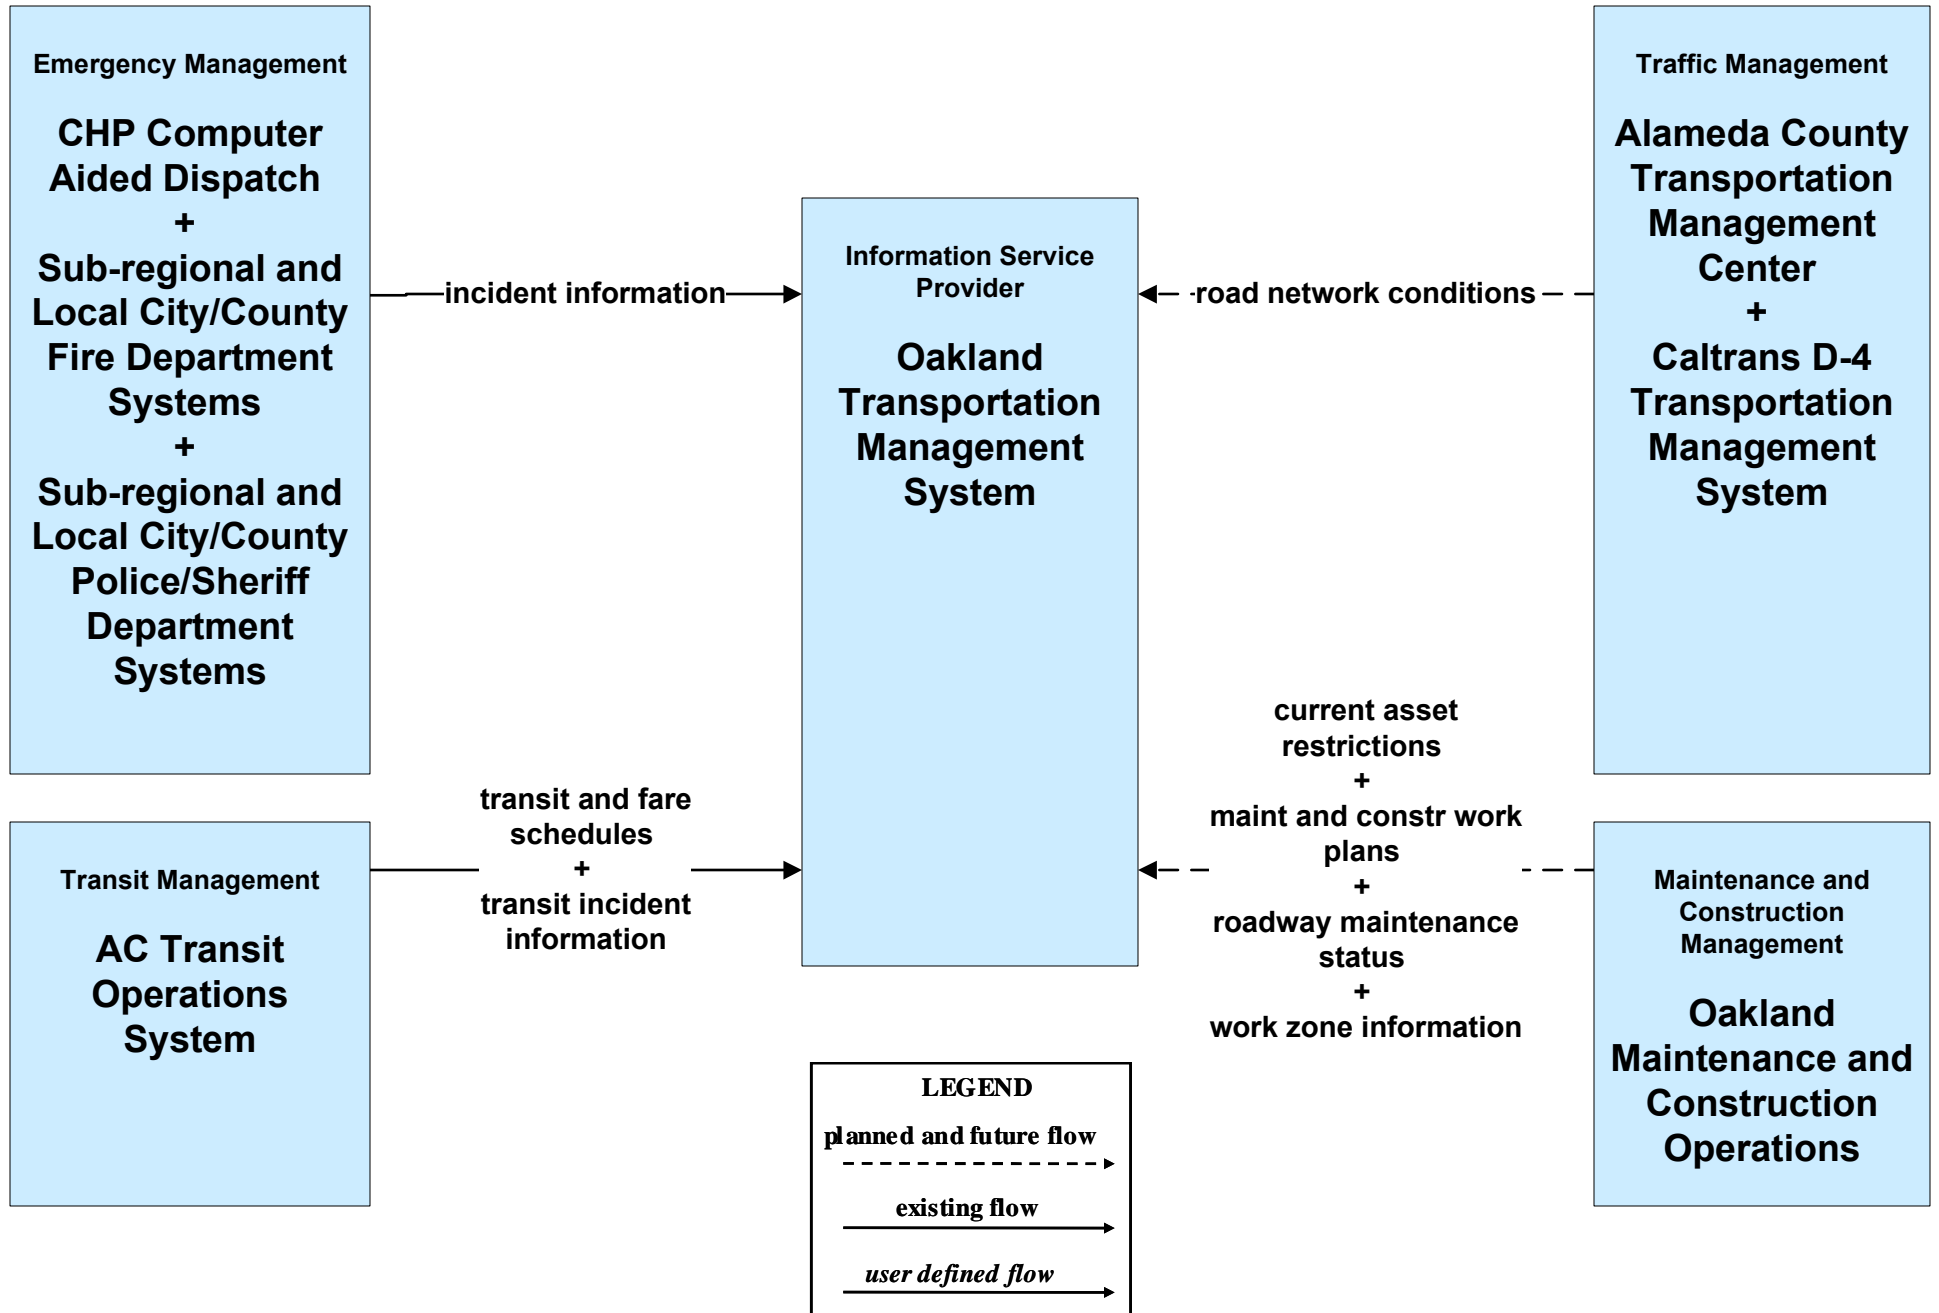 Emergency Management
CHP Computer
Aided Dispatch
+
Sub-regional and
Local City/County
Fire Department
Systems
+
Sub-regional and
Local City/County
Police/Sheriff
Department
Systems
incident information
Information Service
Provider
Oakland
Transportation
Management
System
road network conditions
Traffic Management
Alameda County
Transportation
Management
Center
+
Caltrans D-4
Transportation
Management
System
Transit Management
AC Transit
Operations
System
transit and fare
schedules
+
transit incident
information
current asset
restrictions
+
maint and constr work
plans
+
roadway maintenance
status
+
work zone information
Maintenance and
Construction
Management
Oakland
Maintenance and
Construction
Operations
LEGEND
planned and future flow
existing flow
user defined flow